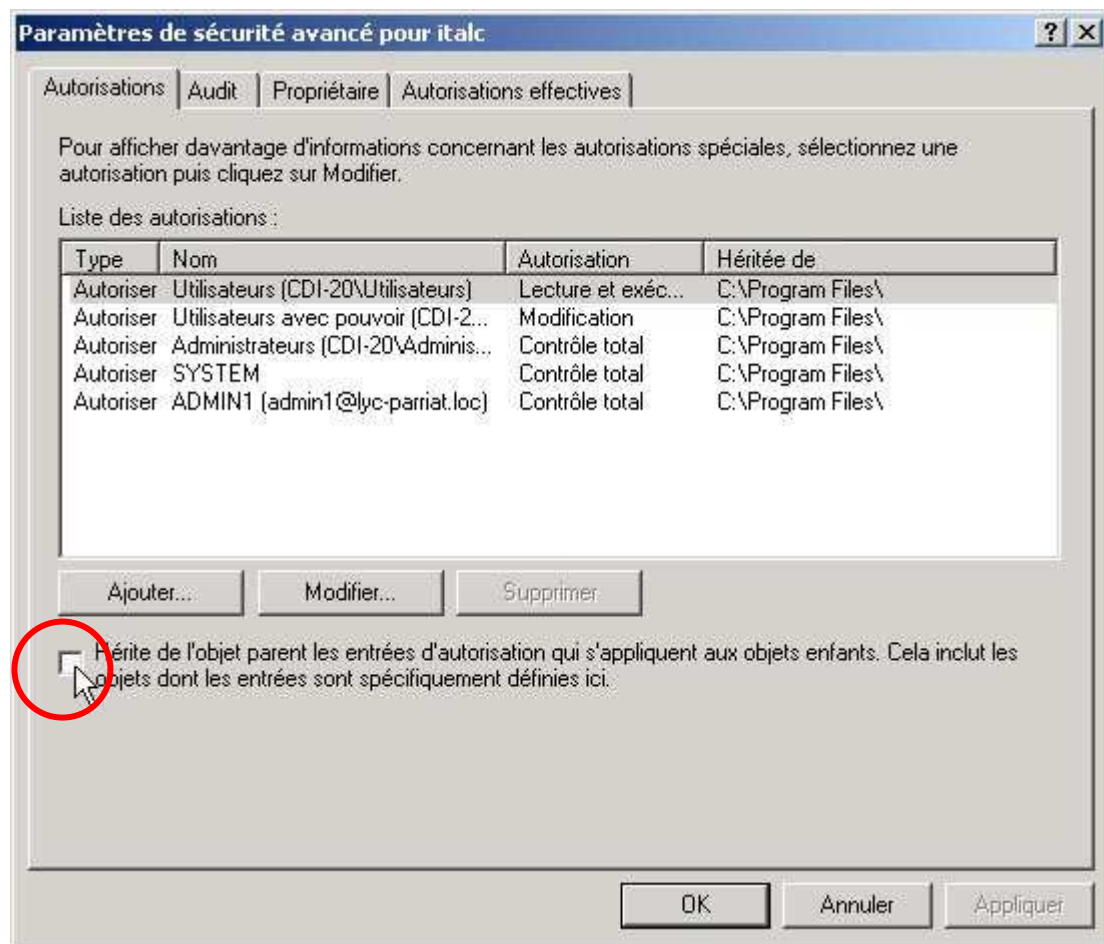 Paramètres de sécurité avancé pour italc
Autorisations Audit Propriétaire Autorisations effectives
Pour afficher davantage d'informations concernant les autorisations spéciales, sélectionnez une
autorisation puis cliquez sur Modifier.
Liste des autorisations :
Type Nom Autorisation Héritée de
Autoriser Utilisateurs (CDI-20\Utilisateurs) Lecture et exéc... C:\Program Files\
Autoriser Utilisateurs avec pouvoir (CDI-2... Modification C:\Program Files\
Autoriser Administrateurs (CDI-20\Adminis... Contrôle total C:\Program Files\
Autoriser SYSTEM Contrôle total C:\Program Files\
Autoriser ADMIN1 (admin1@lyc-parriat.loc) Contrôle total C:\Program Files\
Ajouter... Modifier... Supprimer
Hérite de l'objet parent les entrées d'autorisation qui s'appliquent aux objets enfants. Cela inclut les
objets dont les entrées sont spécifiquement définies ici.
OK Annuler Appliquer